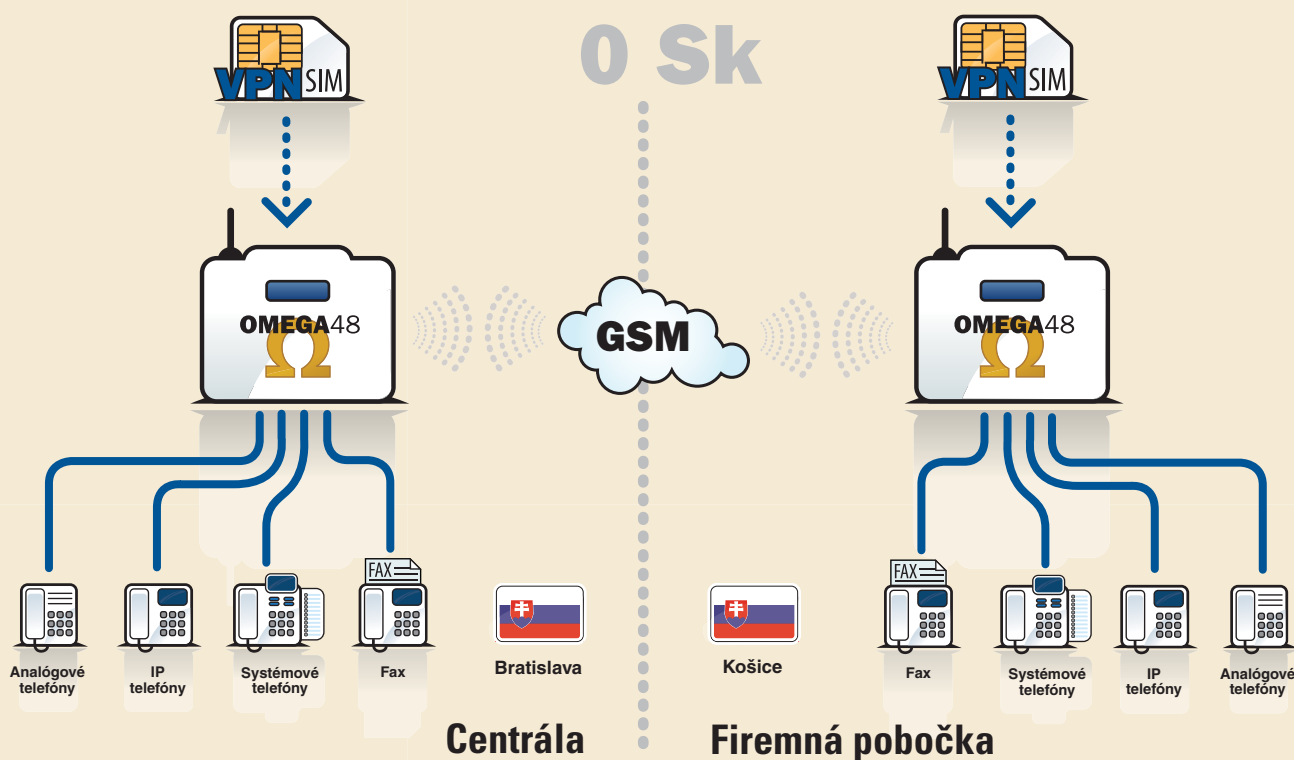 0 Sk
VPN SIM
VPN SIM
OMEGA48
GSM
OMEGA48
FAX
FAX
Analógové
telefóny
IP
telefóny
Systémové
telefóny
Fax
Bratislava
Košice
Fax
Systémové
telefóny
IP
telefóny
Analógové
telefóny
Centrála
Firemná pobočka